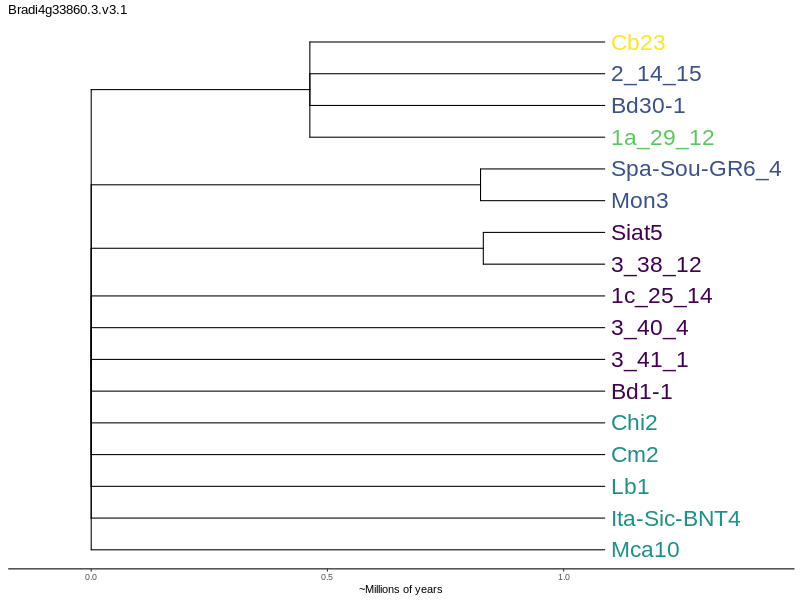 Bradi4g33860.3.v3.1
Cb23
2_14_15
Bd30-1
1a_29_12
Spa-Sou-GR6_4
Mon3
Siat5
3_38_12
1c_25_14
3_40_4
3_41_1
Bd1-1
Chi2
Cm2
Lb1
Ita-Sic-BNT4
Mca10
0.0 0.5 1.0
~Millions of years